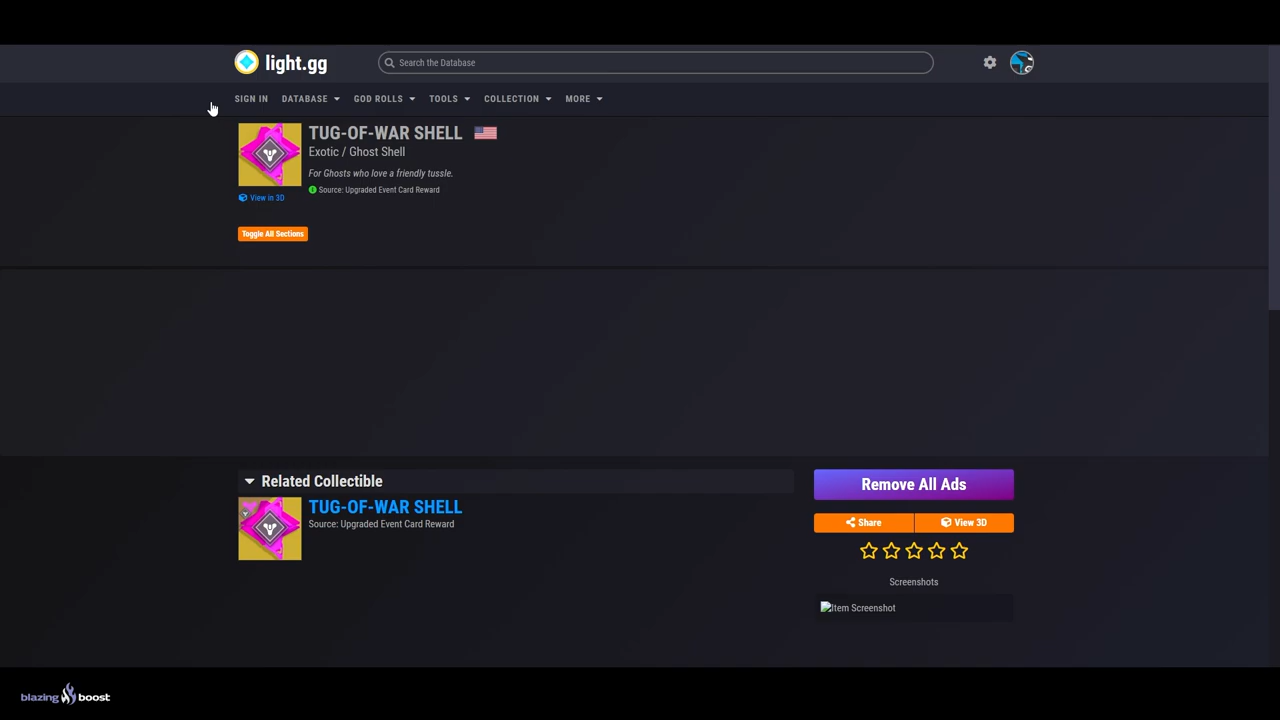 light.gg
Search the Database
SIGN IN DATABASE GOD ROLLS TOOLS COLLECTION MORE
TUG-OF-WAR SHELL
Exotic / Ghost Shell
For Ghosts who love a friendly tussle.
Source: Upgraded Event Card Reward
View in 3D
Toggle All Sections
Related Collectible
TUG-OF-WAR SHELL
Source: Upgraded Event Card Reward
Remove All Ads
Share View 3D
Screenshots
Item Screenshot
blazing boost